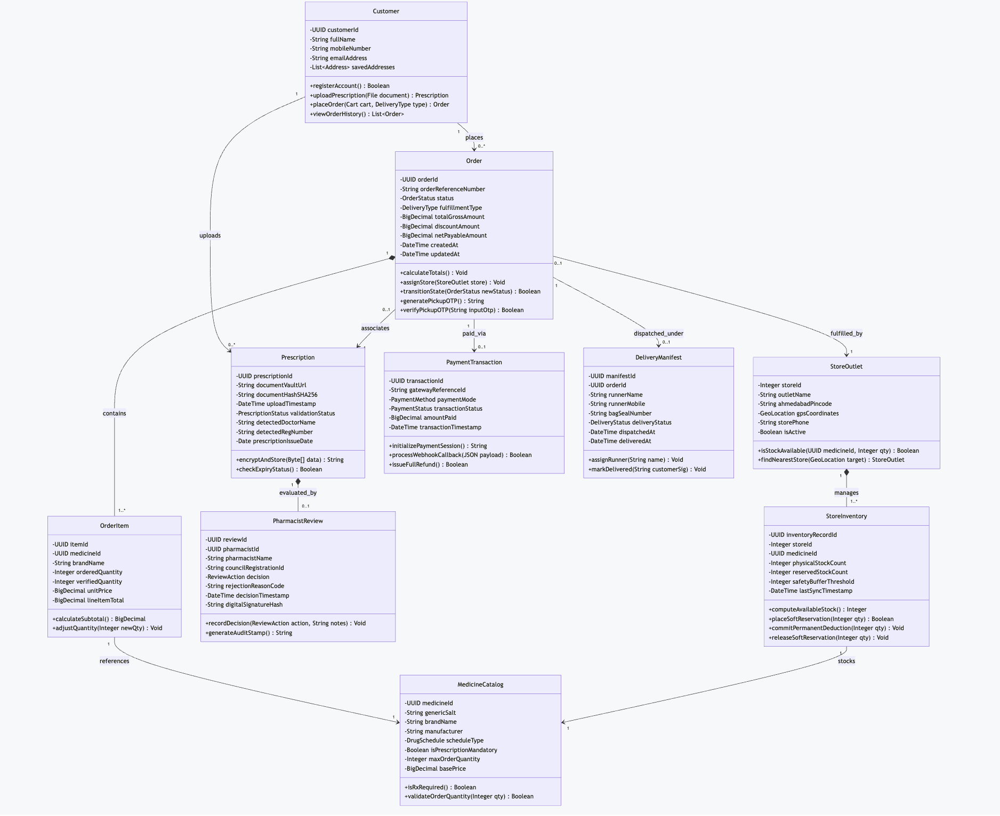 Customer
-UUID customerId
-String fullName
-String mobileNumber
-String emailAddress
-List<Address> savedAddresses
+registerAccount() : Boolean
+uploadPrescription(File document) : Prescription
+placeOrder(Cart cart, DeliveryType type) : Order
+viewOrderHistory() : List<Order>
1
1
places
0..*
Order
-UUID orderId
-String orderReferenceNumber
-OrderStatus status
-DeliveryType fulfillmentType
-BigDecimal totalGrossAmount
-BigDecimal discountAmount
-BigDecimal netPayableAmount
-DateTime createdAt
-DateTime updatedAt
+calculateTotals() : Void
+assignStore(StoreOutlet store) : Void
+transitionState(OrderStatus newStatus) : Boolean
+generatePickupOTP() : String
+verifyPickupOTP(String inputOtp) : Boolean
uploads
1
0..1
1
0..1
associates
1
paid_via
dispatched_under
fulfilled_by
0..*
1
0..1
0..1
1
Prescription
-UUID prescriptionId
-String documentVaultUrl
-String documentHashSHA256
-DateTime uploadTimestamp
-PrescriptionStatus validationStatus
-String detectedDoctorName
-String detectedRegNumber
-Date prescriptionIssueDate
+encryptAndStore(Byte[] data) : String
+checkExpiryStatus() : Boolean
PaymentTransaction
-UUID transactionId
-String gatewayReferenceId
-PaymentMethod paymentMode
-PaymentStatus transactionStatus
-BigDecimal amountPaid
-DateTime transactionTimestamp
+initializePaymentSession() : String
+processWebhookCallback(JSON payload) : Boolean
+issueFullRefund() : Boolean
DeliveryManifest
-UUID manifestId
-UUID orderId
-String runnerName
-String runnerMobile
-String bagSealNumber
-DeliveryStatus deliveryStatus
-DateTime dispatchedAt
-DateTime deliveredAt
+assignRunner(String name) : Void
+markDelivered(String customerSig) : Void
StoreOutlet
-Integer storeId
-String outletName
-String ahmedabadPincode
-GeoLocation gpsCoordinates
-String storePhone
-Boolean isActive
+isStockAvailable(UUID medicineId, Integer qty) : Boolean
+findNearestStore(GeoLocation target) : StoreOutlet
contains
1
evaluated_by
0..1
1
manages
1..*
1..*
OrderItem
-UUID itemId
-UUID medicineId
-String brandName
-Integer orderedQuantity
-Integer verifiedQuantity
-BigDecimal unitPrice
-BigDecimal lineItemTotal
+calculateSubtotal() : BigDecimal
+adjustQuantity(Integer newQty) : Void
PharmacistReview
-UUID reviewId
-UUID pharmacistId
-String pharmacistName
-String councilRegistrationId
-ReviewAction decision
-String rejectionReasonCode
-DateTime decisionTimestamp
-String digitalSignatureHash
+recordDecision(ReviewAction action, String notes) : Void
+generateAuditStamp() : String
StoreInventory
-UUID inventoryRecordId
-Integer storeId
-UUID medicineId
-Integer physicalStockCount
-Integer reservedStockCount
-Integer safetyBufferThreshold
-DateTime lastSyncTimestamp
+computeAvailableStock() : Integer
+placeSoftReservation(Integer qty) : Boolean
+commitPermanentDeduction(Integer qty) : Void
+releaseSoftReservation(Integer qty) : Void
1
references
1
stocks
1
1
MedicineCatalog
-UUID medicineId
-String genericSalt
-String brandName
-String manufacturer
-DrugSchedule scheduleType
-Boolean isPrescriptionMandatory
-Integer maxOrderQuantity
-BigDecimal basePrice
+isRxRequired() : Boolean
+validateOrderQuantity(Integer qty) : Boolean